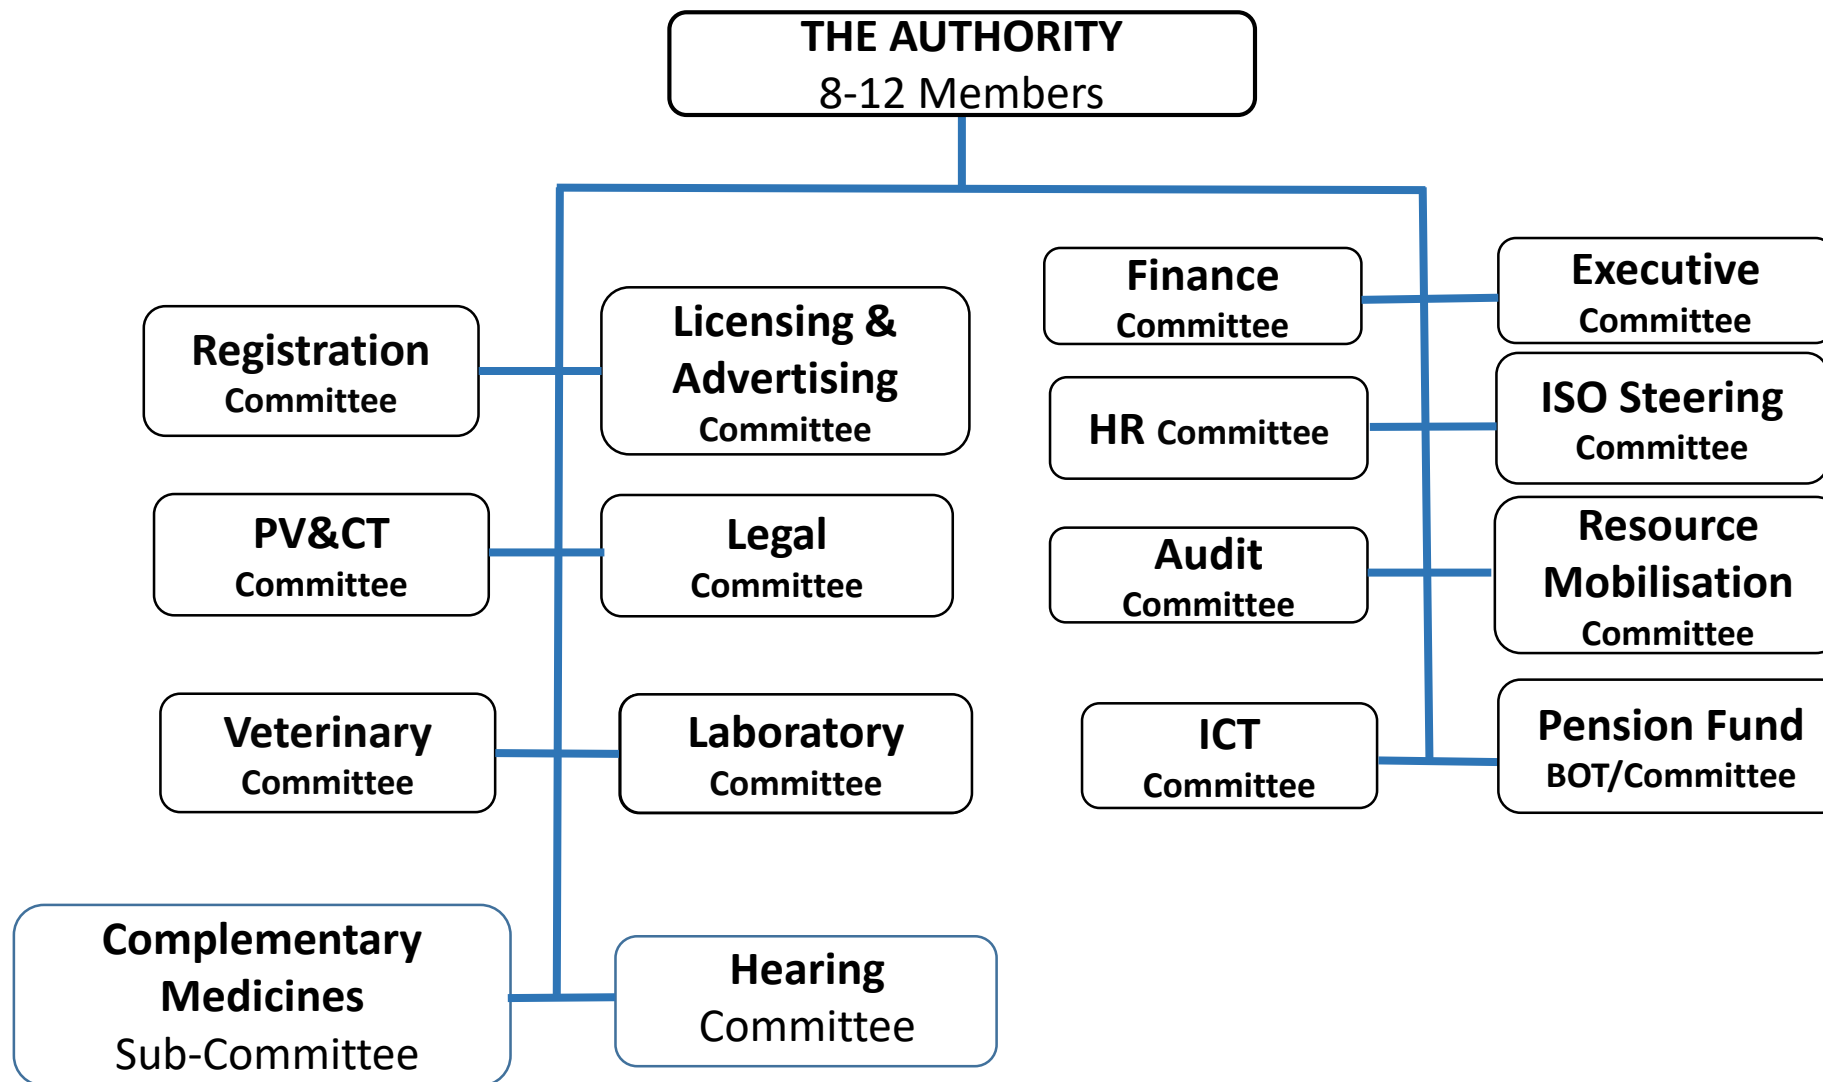 THE AUTHORITY
8-12 Members
Registration
Committee
Licensing &
Advertising
Committee
PV&CT
Committee
Legal
Committee
Veterinary
Committee
Laboratory
Committee
Complementary
Medicines
Sub-Committee
Hearing
Committee
Finance
Committee
Executive
Committee
HR Committee
ISO Steering
Committee
Audit
Committee
Resource
Mobilisation
Committee
ICT
Committee
Pension Fund
BOT/Committee